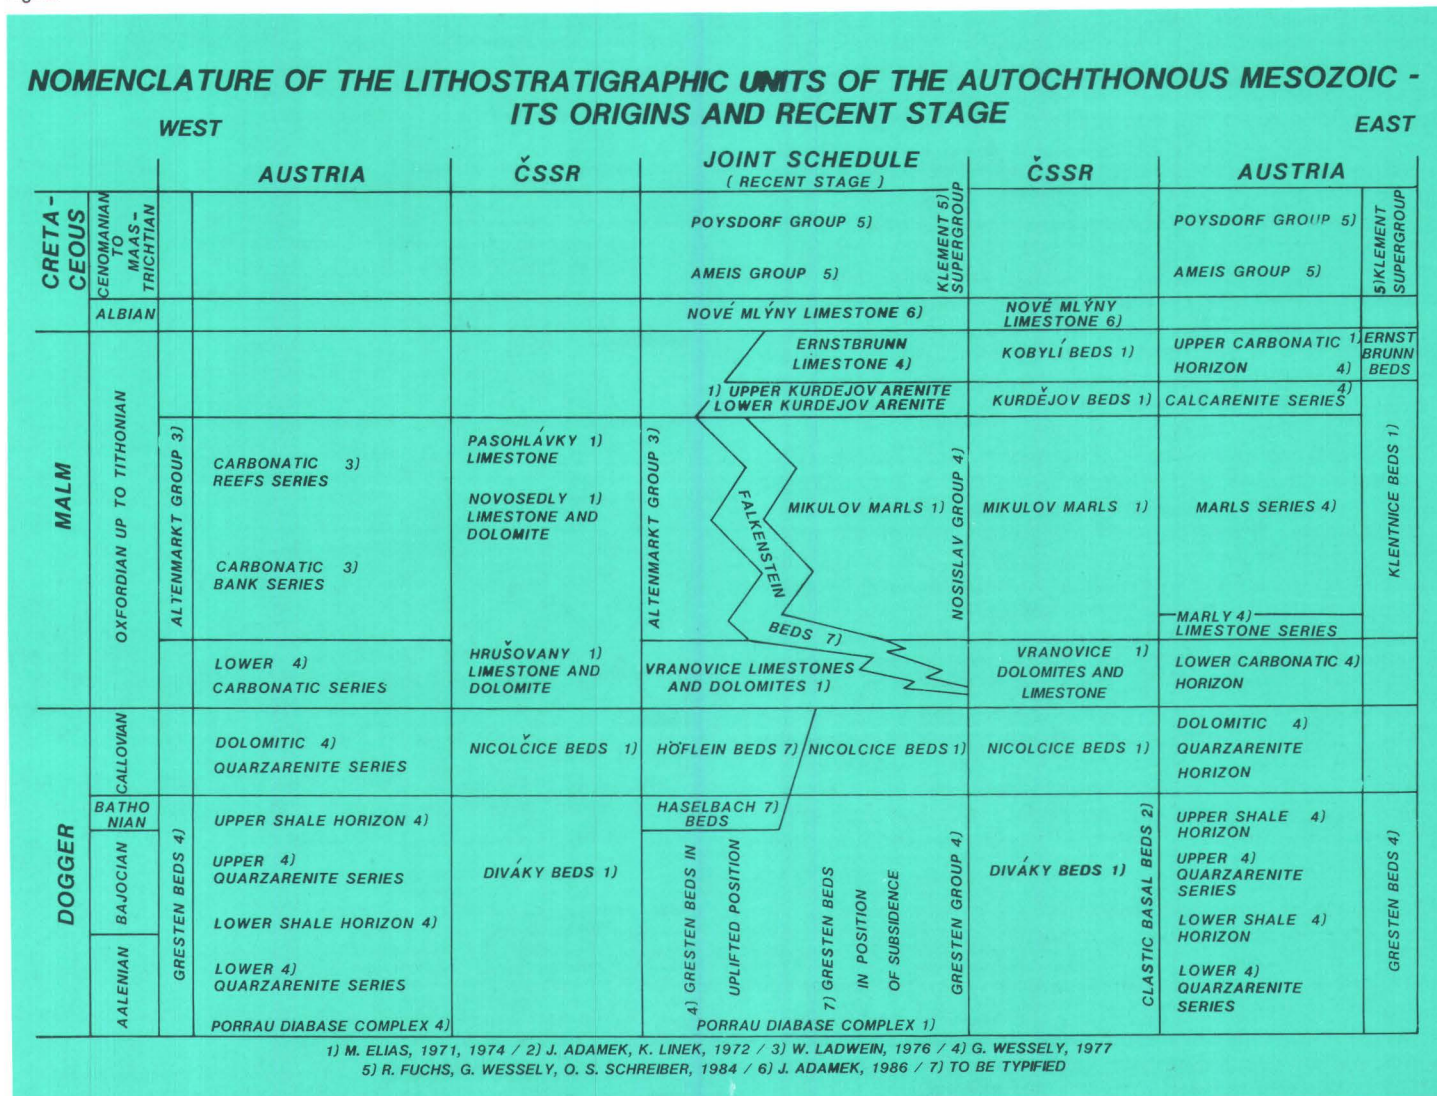 NOMENCLATURE OF THE LITHOSTRATIGRAPHIC UNITS OF THE AUTOCHTHONOUS MESOZOIC -
ITS ORIGINS AND RECENT STAGE
WEST
EAST
AUSTRIA
ČSSR
JOINT SCHEDULE
( RECENT STAGE )
ČSSR
AUSTRIA
CRETA-
CEOUS
CENOMANIAN
TO
MAAS-
TRICHTIAN
POYSDORF GROUP 5)
AMEIS GROUP 5)
KLEMENT 5)
SUPERGROUP
POYSDORF GROUP 5)
AMEIS GROUP 5)
5)KLEMENT
SUPERGROUP
ALBIAN
NOVÉ MLÝNY LIMESTONE 6)
NOVÉ MLÝNY
LIMESTONE 6)
MALM
OXFORDIAN UP TO TITHONIAN
ERNSTBRUNN
LIMESTONE 4)
KOBYLÍ BEDS 1)
UPPER CARBONATIC 1)
HORIZON 4)
ERNST
BRUNN
BEDS
1) UPPER KURDEJOV ARENITE
LOWER KURDEJOV ARENITE
KURDĚJOV BEDS 1)
4)
CALCARENITE SERIES
ALTENMARKT GROUP 3)
CARBONATIC 3)
REEFS SERIES
CARBONATIC 3)
BANK SERIES
PASOHLÁVKY 1)
LIMESTONE
NOVOSEDLY 1)
LIMESTONE AND
DOLOMITE
ALTENMARKT GROUP 3)
FALKENSTEIN
BEDS 7)
MIKULOV MARLS 1)
NOSISLAV GROUP 4)
MIKULOV MARLS 1)
MARLS SERIES 4)
KLENTNICE BEDS 1)
MARLY 4)
LIMESTONE SERIES
LOWER 4)
CARBONATIC SERIES
HRUŠOVANY 1)
LIMESTONE AND
DOLOMITE
VRANOVICE LIMESTONES
AND DOLOMITES 1)
VRANOVICE 1)
DOLOMITES AND
LIMESTONE
LOWER CARBONATIC 4)
HORIZON
DOGGER
CALLOVIAN
DOLOMITIC 4)
QUARZARENITE SERIES
NICOLČICE BEDS 1)
HÖFLEIN BEDS 7)
NICOLCICE BEDS 1)
NICOLCICE BEDS 1)
DOLOMITIC 4)
QUARZARENITE
HORIZON
BATHO
NIAN
BAJOCIAN
AALENIAN
GRESTEN BEDS 4)
UPPER SHALE HORIZON 4)
UPPER 4)
QUARZARENITE SERIES
LOWER SHALE HORIZON 4)
LOWER 4)
QUARZARENITE SERIES
PORRAU DIABASE COMPLEX 4)
DIVÁKY BEDS 1)
HASELBACH 7)
BEDS
4) GRESTEN BEDS IN
UPLIFTED POSITION
7) GRESTEN BEDS
IN POSITION
OF SUBSIDENCE
GRESTEN GROUP 4)
PORRAU DIABASE COMPLEX 1)
DIVÁKY BEDS 1)
CLASTIC BASAL BEDS 2)
UPPER SHALE 4)
HORIZON
UPPER 4)
QUARZARENITE
SERIES
LOWER SHALE 4)
HORIZON
LOWER 4)
QUARZARENITE
SERIES
GRESTEN BEDS 4)
1) M. ELIAS, 1971, 1974 / 2) J. ADAMEK, K. LINEK, 1972 / 3) W. LADWEIN, 1976 / 4) G. WESSELY, 1977
5) R. FUCHS, G. WESSELY, O. S. SCHREIBER, 1984 / 6) J. ADAMEK, 1986 / 7) TO BE TYPIFIED